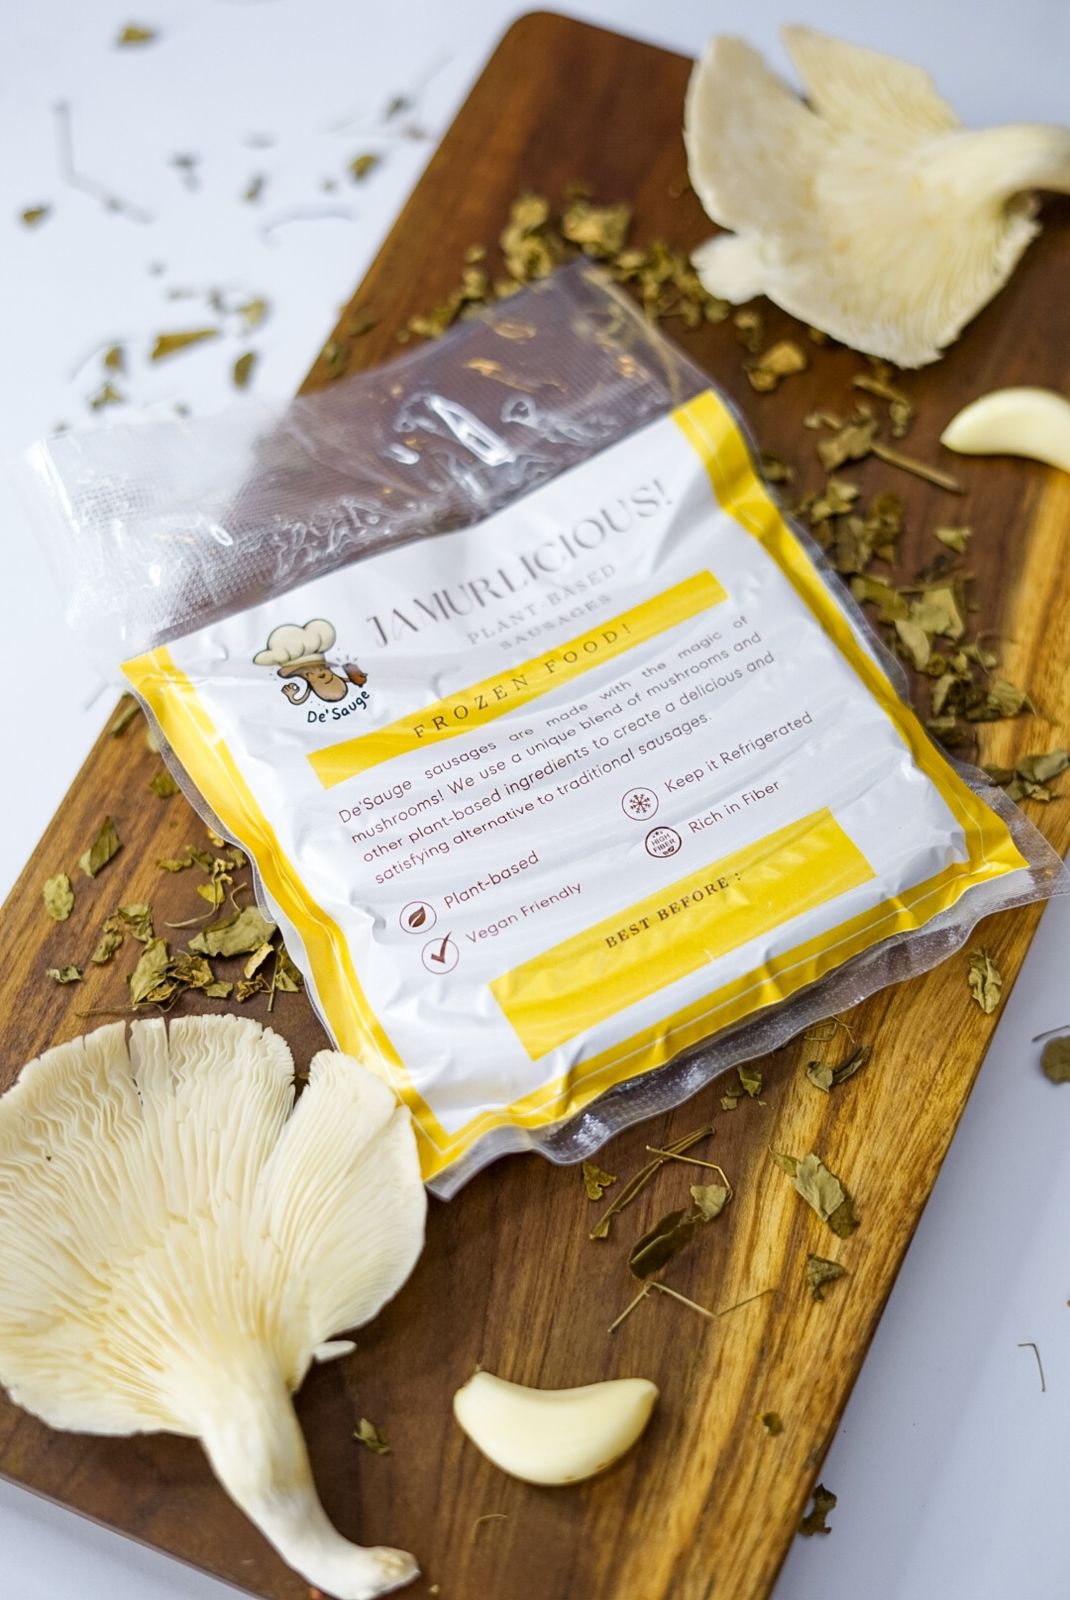 JAMURLICIOUS!
PLANT-BASED
SAUSAGES
De'Sauge
FROZEN FOOD!
De'Sauge sausages are made with the magic of
mushrooms! We use a unique blend of mushrooms and
other plant-based ingredients to create a delicious and
satisfying alternative to traditional sausages.
Plant-based
Keep it Refrigerated
Vegan Friendly
HIGH
FIBER
Rich in Fiber
BEST BEFORE :